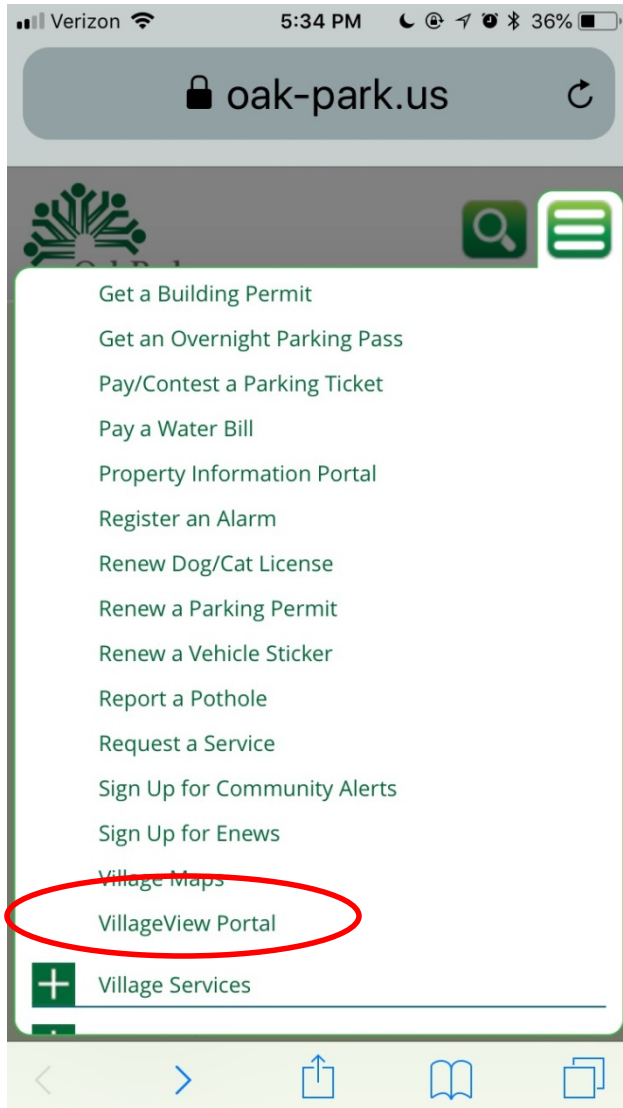 Verizon 5:34 PM 36%
oak-park.us
Get a Building Permit
Get an Overnight Parking Pass
Pay/Contest a Parking Ticket
Pay a Water Bill
Property Information Portal
Register an Alarm
Renew Dog/Cat License
Renew a Parking Permit
Renew a Vehicle Sticker
Report a Pothole
Request a Service
Sign Up for Community Alerts
Sign Up for Enews
Village Maps
VillageView Portal
Village Services